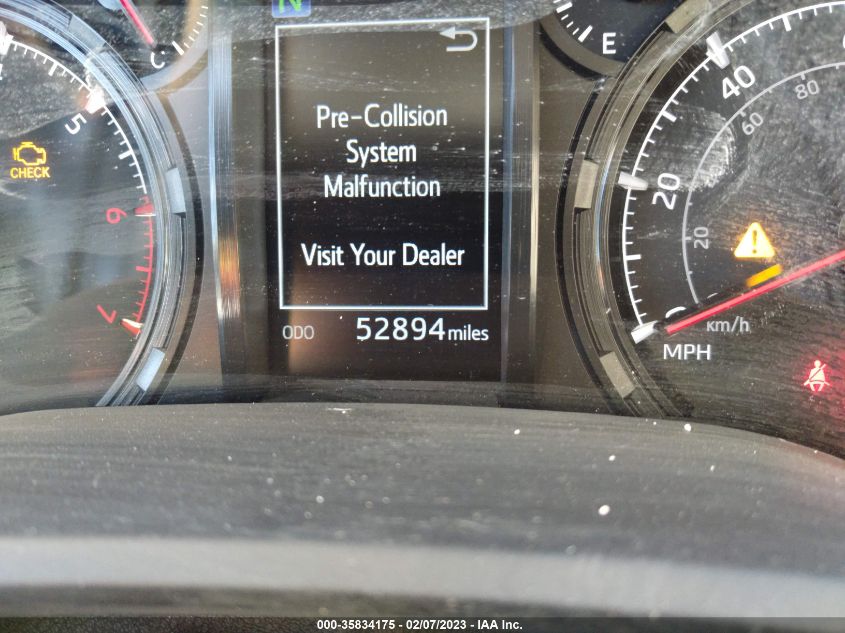 N
C
E
5
6
7
CHECK
Pre-Collision
System
Malfunction
Visit Your Dealer
ODO 52894 miles
40
20
80
60
20
km/h
MPH
000-35834175 — 02/07/2023 — IAA Inc.